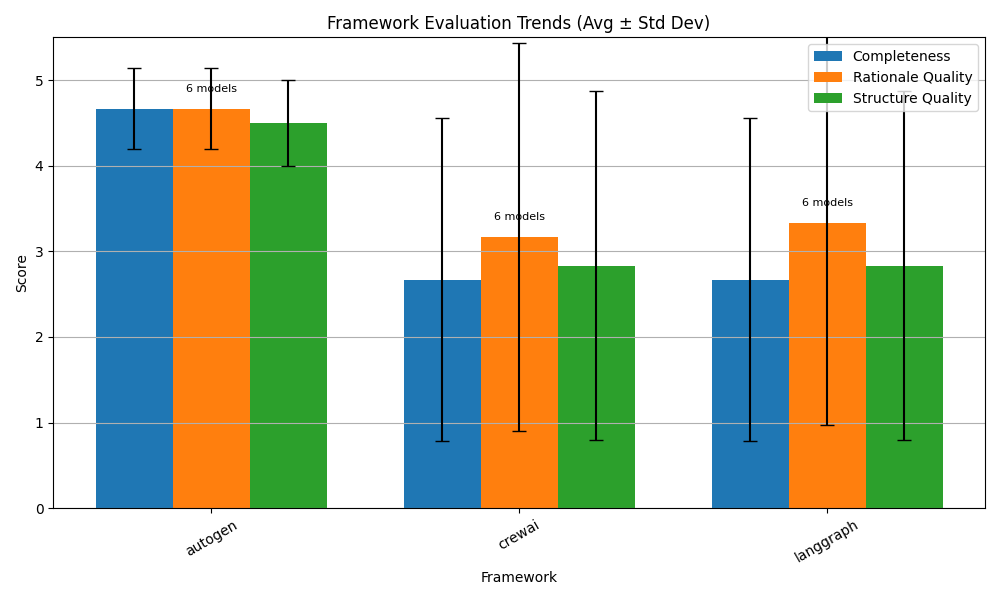 Framework Evaluation Trends (Avg ± Std Dev)
Completeness
Rationale Quality
Structure Quality
6 models
6 models
6 models
Score
5
4
3
2
1
0
autogen
crewai
langgraph
Framework